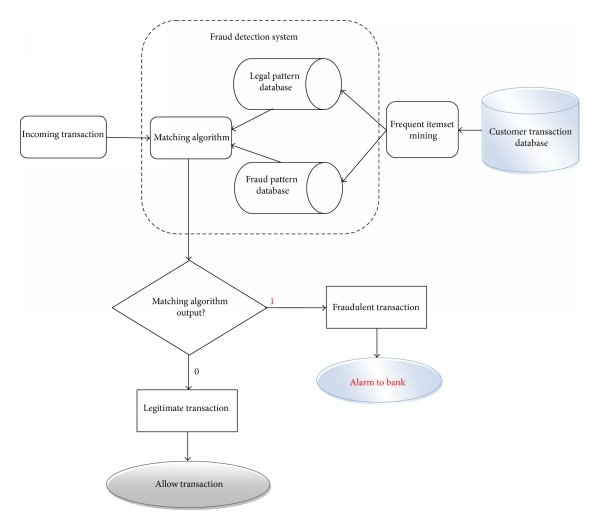 Fraud detection system
Legal pattern
database
Incoming transaction
Matching algorithm
Frequent itemset
mining
Customer transaction
database
Fraud pattern
database
Matching algorithm
output?
1
Fraudulent transaction
0
Alarm to bank
Legitimate transaction
Allow transaction